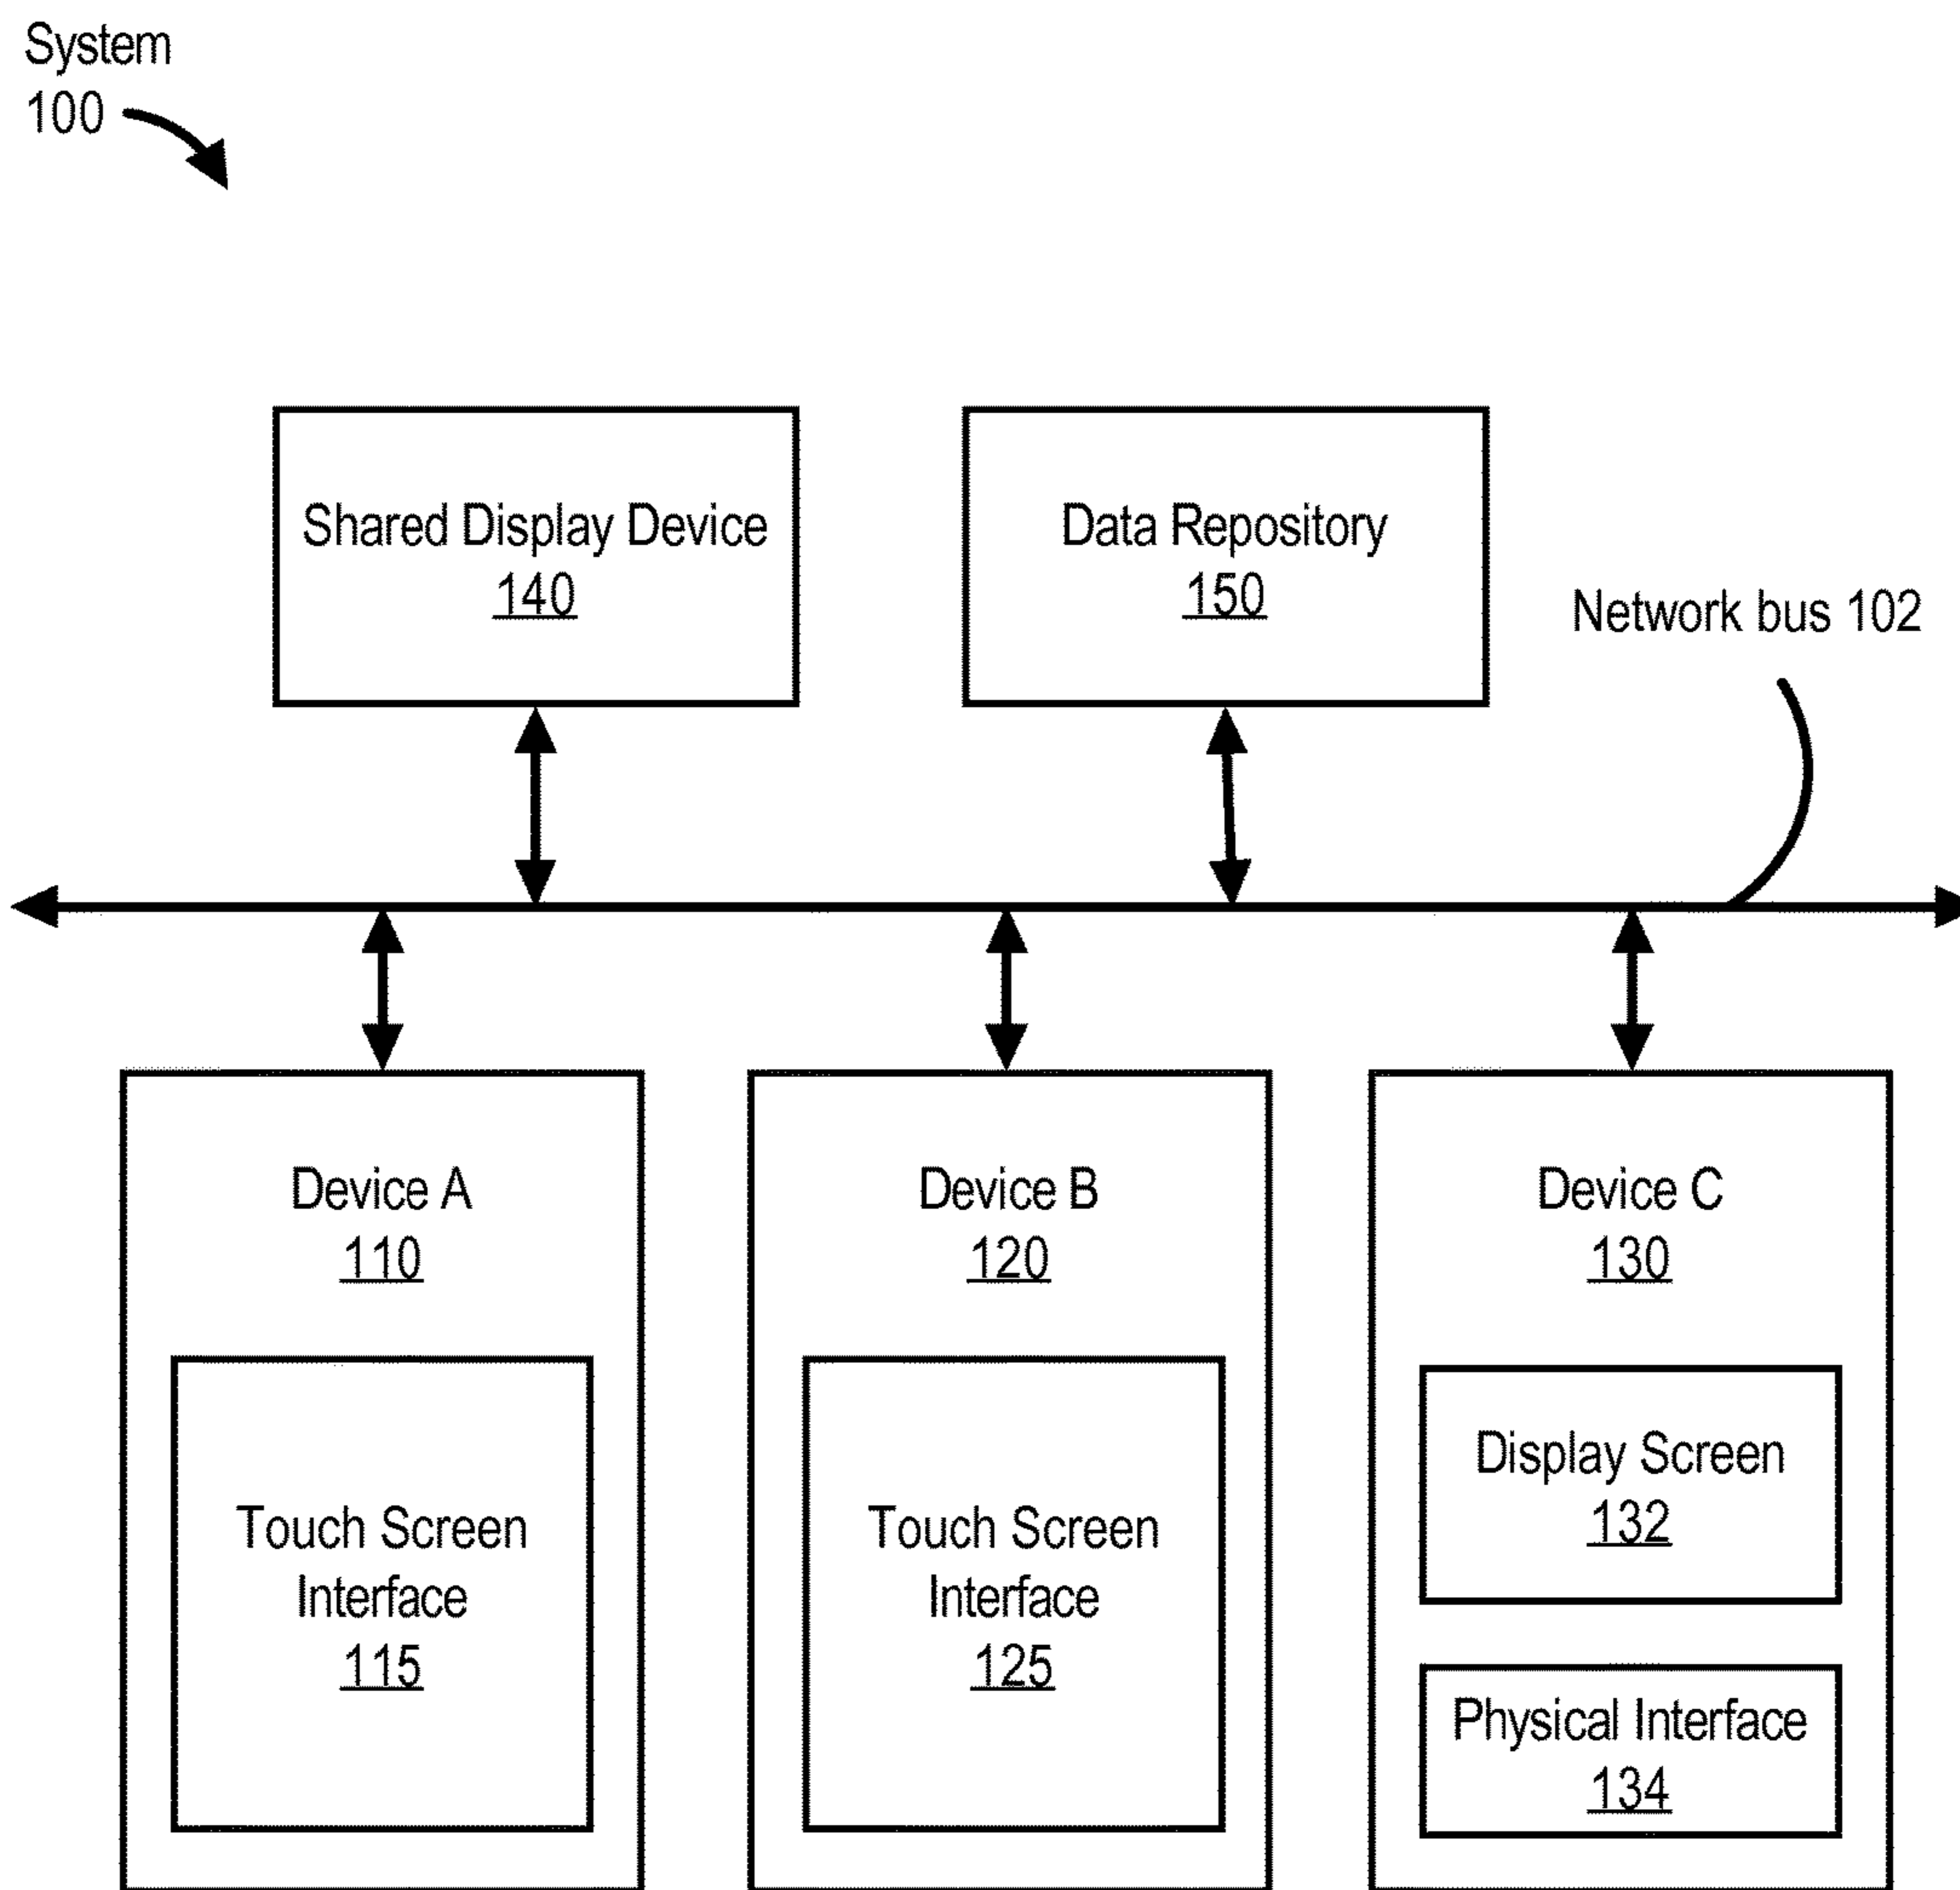 System
100
Shared Display Device
140
Data Repository
150
Network bus 102
Device A
110
Touch Screen
Interface
115
Device B
120
Touch Screen
Interface
125
Device C
130
Display Screen
132
Physical Interface
134